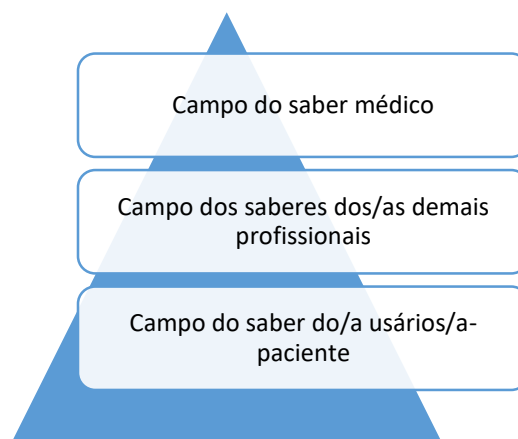 Campo do saber médico
Campo dos saberes dos/as demais
profissionais
Campo do saber do/a usários/a-
paciente